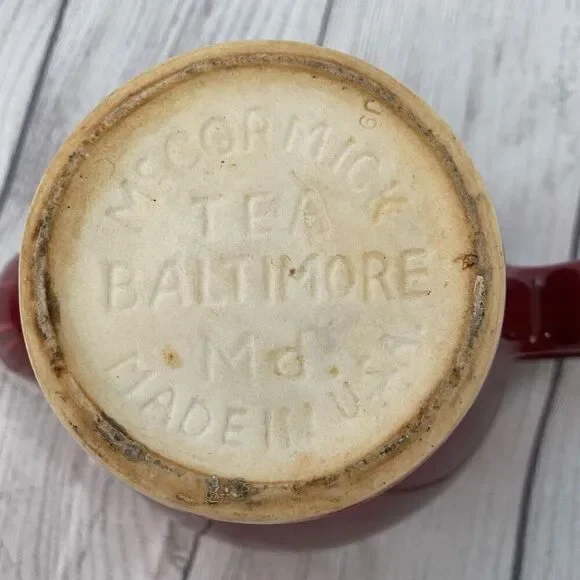 McCORMICK
TEA
BALTIMORE
Md.
MADE IN U.S.A.